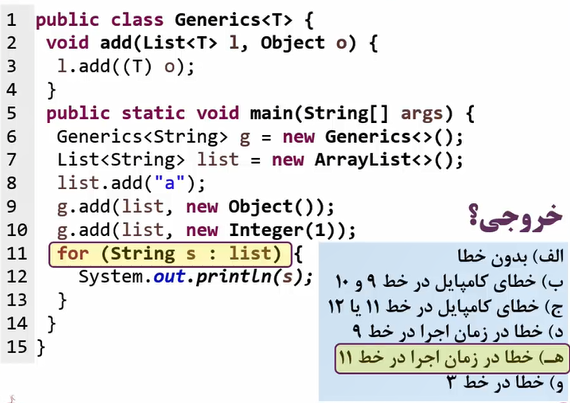 1 public class Generics<T> {
2 void add(List<T> l, Object o) {
3 l.add((T) o);
4 }
5 public static void main(String[] args) {
6 Generics<String> g = new Generics<>();
7 List<String> list = new ArrayList<>();
8 list.add("a");
9 g.add(list, new Object());
10 g.add(list, new Integer(1));
11 for (String s : list) {
12 System.out.println(s);
13 }
14 }
15 }
خروجی؟
الف) بدون خطا
ب) خطای کامپایل در خط ۹ و ۱۰
ج) خطای کامپایل در خط ۱۱ یا ۱۲
د) خطا در زمان اجرا در خط ۹
هـ) خطا در زمان اجرا در خط ۱۱
و) خطا در خط ۳